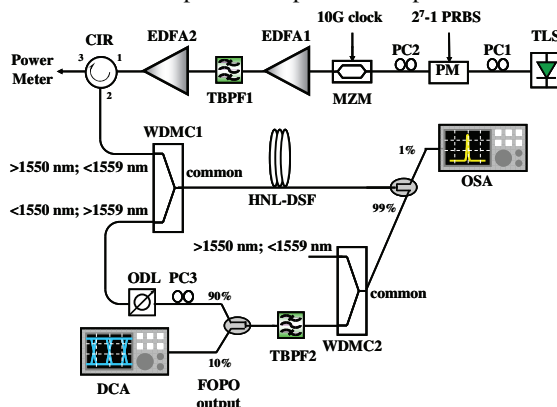 10G clock
2⁷-1 PRBS
CIR
EDFA2
EDFA1
PC2
PC1
TLS
3
1
Power
Meter
2
TBPF1
MZM
PM
WDMC1
>1550 nm; <1559 nm
common
HNL-DSF
1%
OSA
99%
<1550 nm; >1559 nm
>1550 nm; <1559 nm
ODL
PC3
90%
common
TBPF2
WDMC2
10%
DCA
FOPO
output